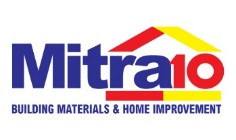 Mitra10
BUILDING MATERIALS & HOME IMPROVEMENT